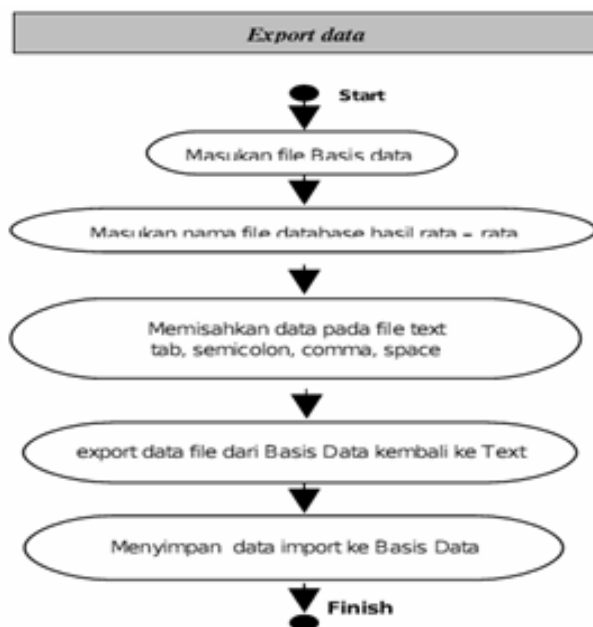 Export data
Start
Masukan file Basis data
Masukan nama file database hasil rata – rata
Memisahkan data pada file text
tab, semicolon, comma, space
export data file dari Basis Data kembali ke Text
Menyimpan data import ke Basis Data
Finish